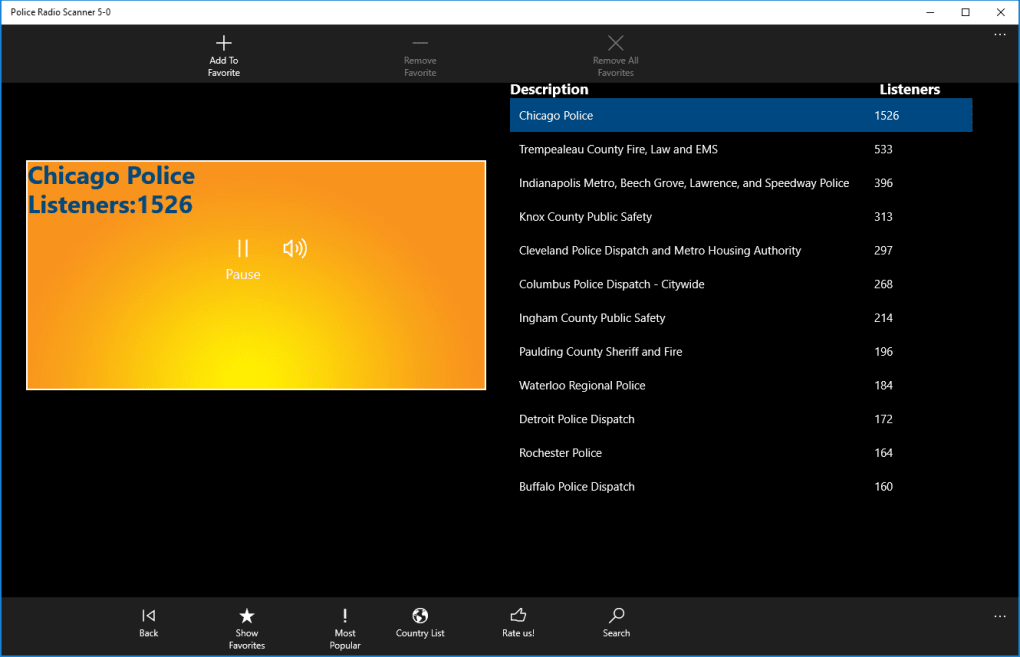 Police Radio Scanner 5-0
Add To
Favorite
Remove
Favorite
Remove All
Favorites
Chicago Police
Listeners:1526
Pause
Description Listeners
Chicago Police 1526
Trempealeau County Fire, Law and EMS 533
Indianapolis Metro, Beech Grove, Lawrence, and Speedway Police 396
Knox County Public Safety 313
Cleveland Police Dispatch and Metro Housing Authority 297
Columbus Police Dispatch - Citywide 268
Ingham County Public Safety 214
Paulding County Sheriff and Fire 196
Waterloo Regional Police 184
Detroit Police Dispatch 172
Rochester Police 164
Buffalo Police Dispatch 160
Back
Show
Favorites
Most
Popular
Country List
Rate us!
Search